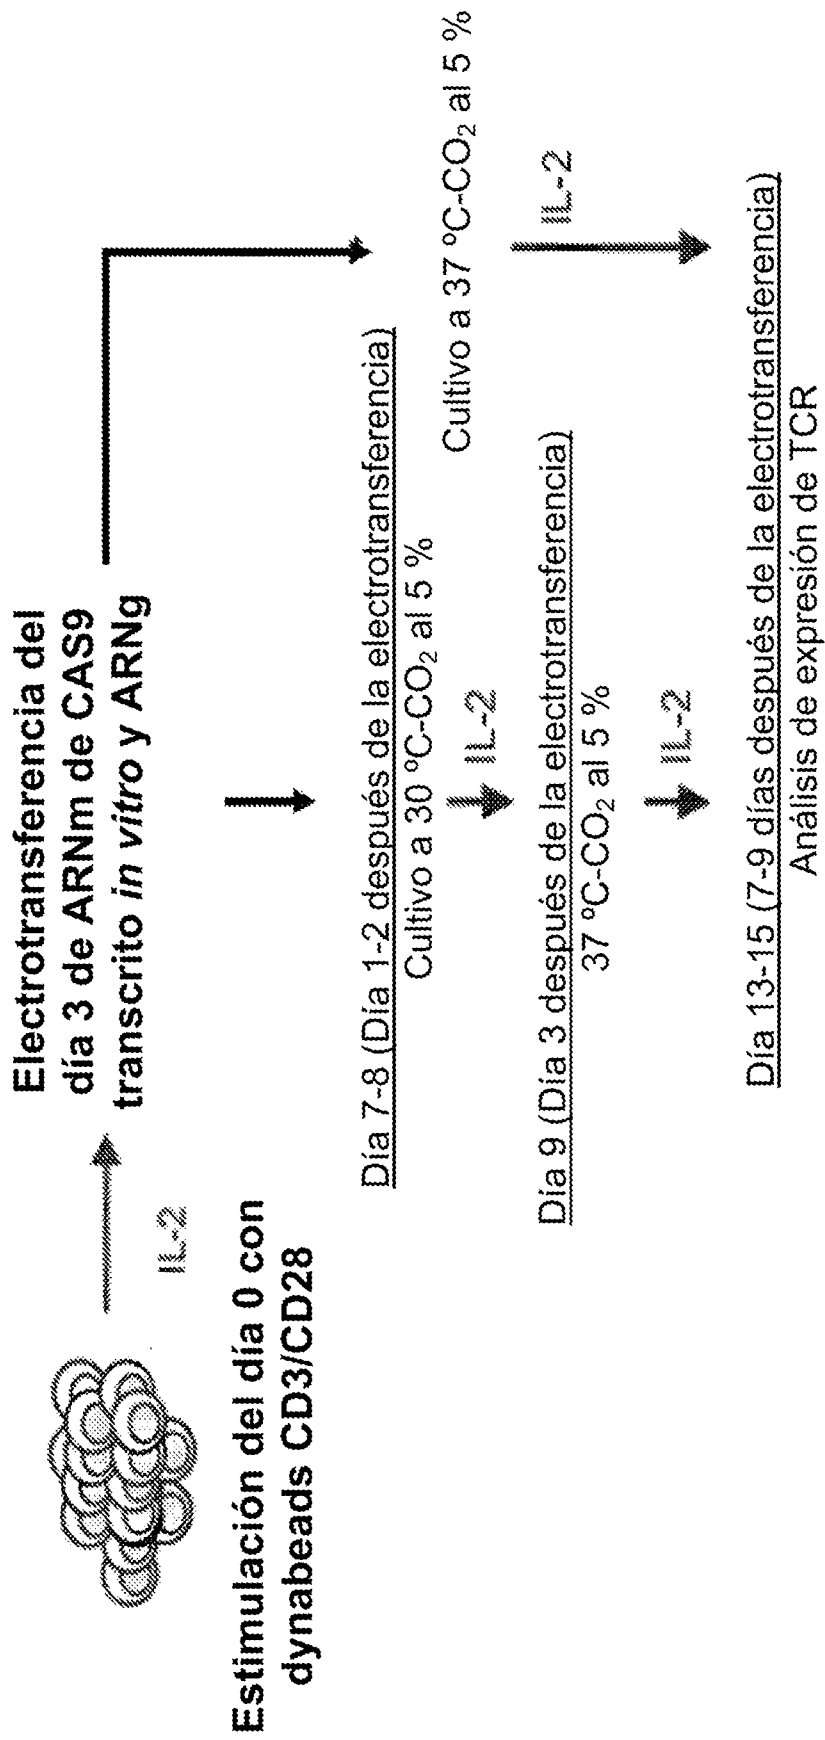 Estimulación del día 0 con
dynabeads CD3/CD28
IL-2
Electrotransferencia del
día 3 de ARNm de CAS9
transcrito in vitro y ARNg
Día 7-8 (Día 1-2 después de la electrotransferencia)
Cultivo a 30 ºC-CO₂ al 5 %
IL-2
Día 9 (Día 3 después de la electrotransferencia)
37 ºC-CO₂ al 5 %
IL-2
Cultivo a 37 ºC-CO₂ al 5 %
IL-2
Día 13-15 (7-9 días después de la electrotransferencia)
Análisis de expresión de TCR